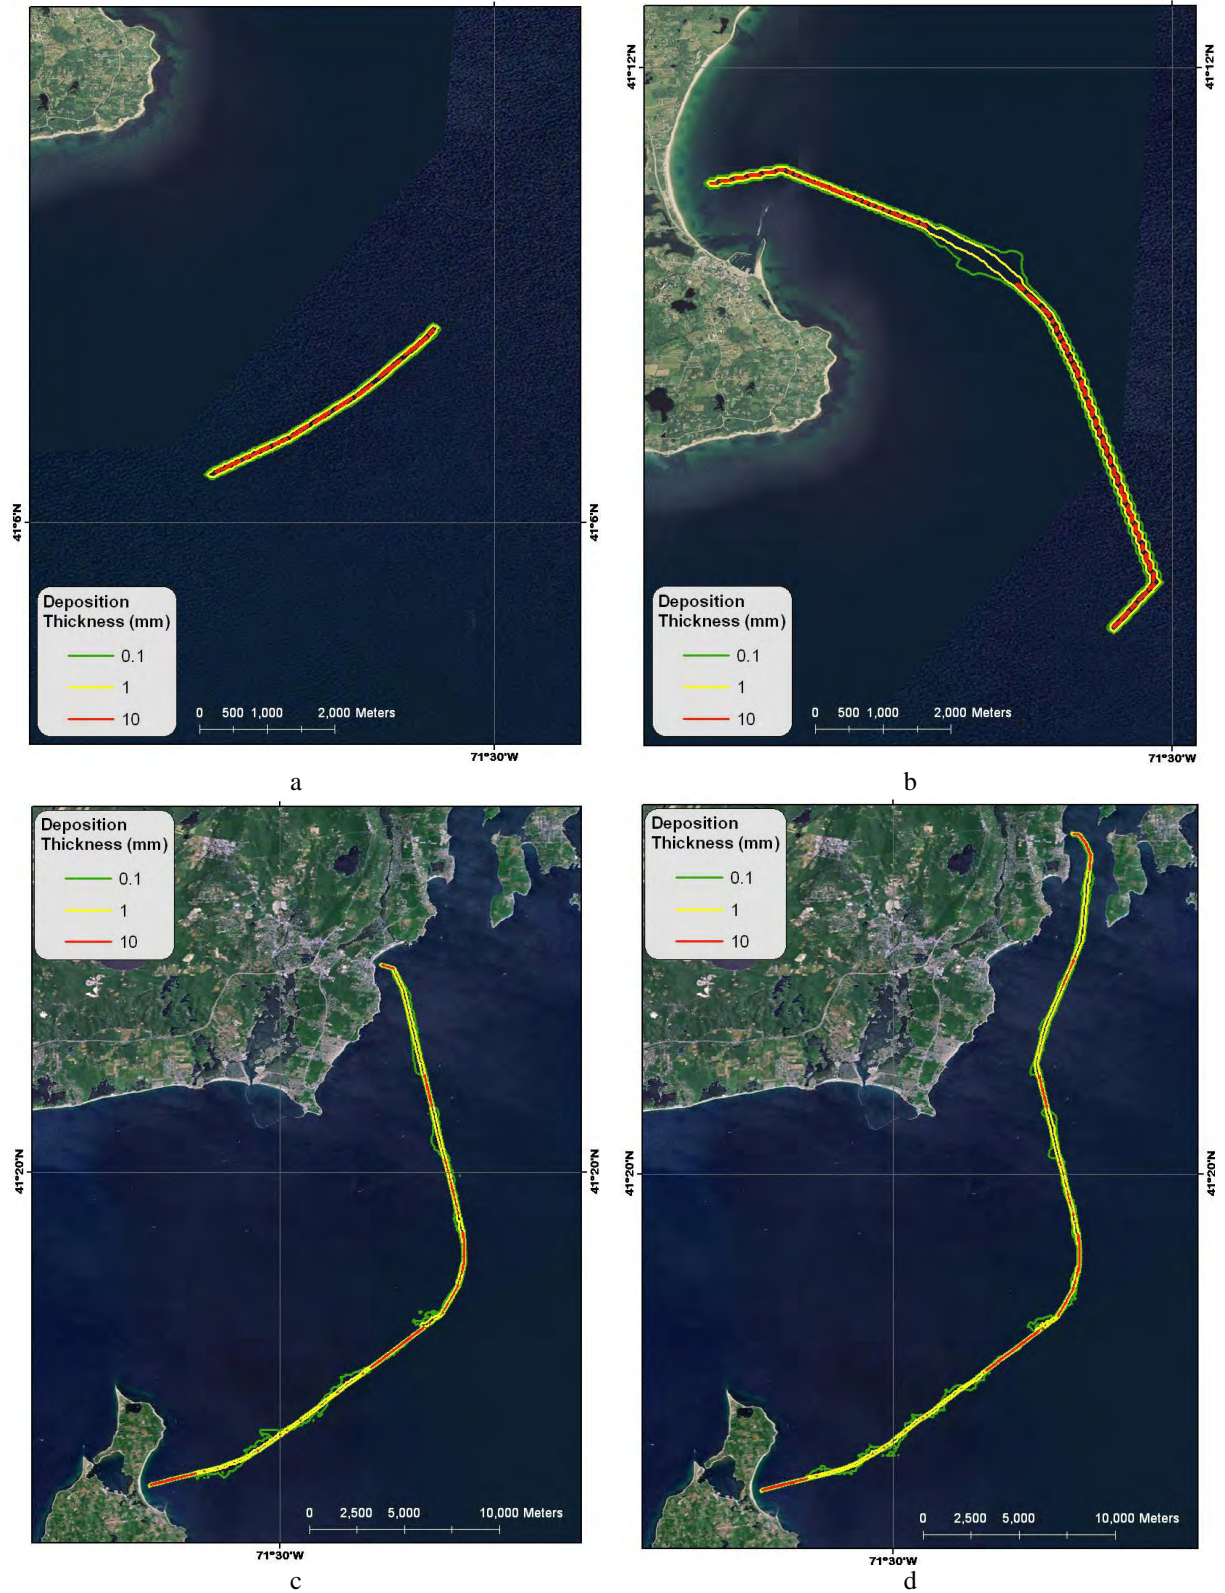 41°12'N
41°12'N
41°6'N
41°6'N
Deposition
Thickness (mm)
0.1
1
10
0 500 1,000 2,000 Meters
71°30'W
a
Deposition
Thickness (mm)
0.1
1
10
0 500 1,000 2,000 Meters
71°30'W
b
Deposition
Thickness (mm)
0.1
1
10
41°20'N
41°20'N
0 2,500 5,000 10,000 Meters
71°30'W
c
Deposition
Thickness (mm)
0.1
1
10
41°20'N
41°20'N
0 2,500 5,000 10,000 Meters
71°30'W
d